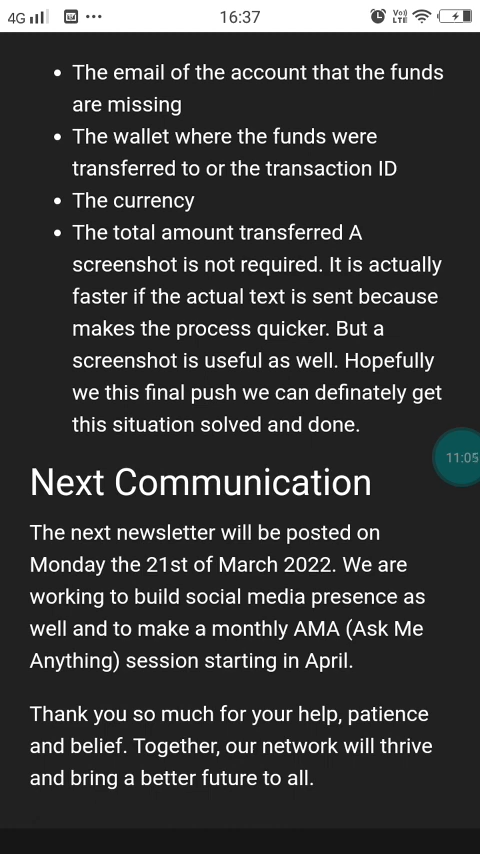 4G 16:37 Vo) LTE
The email of the account that the funds
are missing
The wallet where the funds were
transferred to or the transaction ID
The currency
The total amount transferred A
screenshot is not required. It is actually
faster if the actual text is sent because
makes the process quicker. But a
screenshot is useful as well. Hopefully
we this final push we can definately get
this situation solved and done.
11:05
Next Communication
The next newsletter will be posted on
Monday the 21st of March 2022. We are
working to build social media presence as
well and to make a monthly AMA (Ask Me
Anything) session starting in April.
Thank you so much for your help, patience
and belief. Together, our network will thrive
and bring a better future to all.